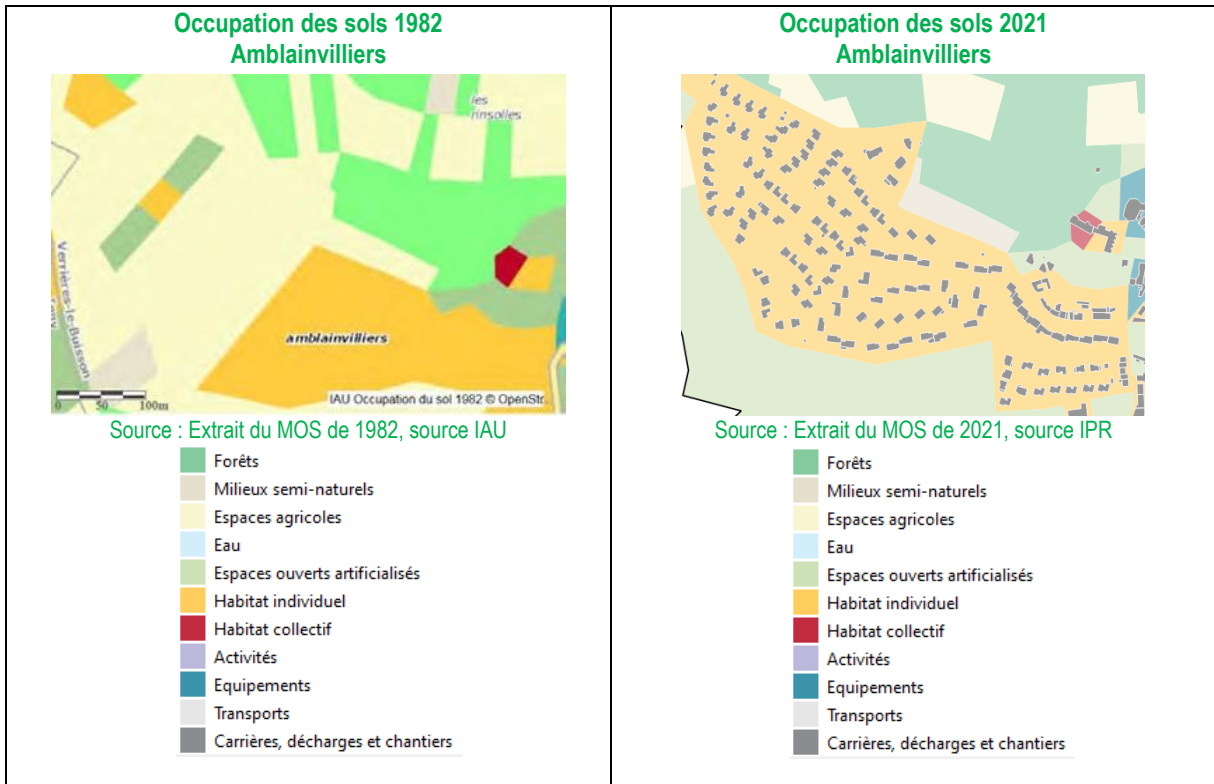 Occupation des sols 1982
Amblainvilliers
les
rinsolles
Verrières-le-Buisson
amblainvilliers
0 50 100m
IAU Occupation du sol 1982 © OpenStr.
Source : Extrait du MOS de 1982, source IAU
Forêts
Milieux semi-naturels
Espaces agricoles
Eau
Espaces ouverts artificialisés
Habitat individuel
Habitat collectif
Activités
Equipements
Transports
Carrières, décharges et chantiers
Occupation des sols 2021
Amblainvilliers
Source : Extrait du MOS de 2021, source IPR
Forêts
Milieux semi-naturels
Espaces agricoles
Eau
Espaces ouverts artificialisés
Habitat individuel
Habitat collectif
Activités
Equipements
Transports
Carrières, décharges et chantiers